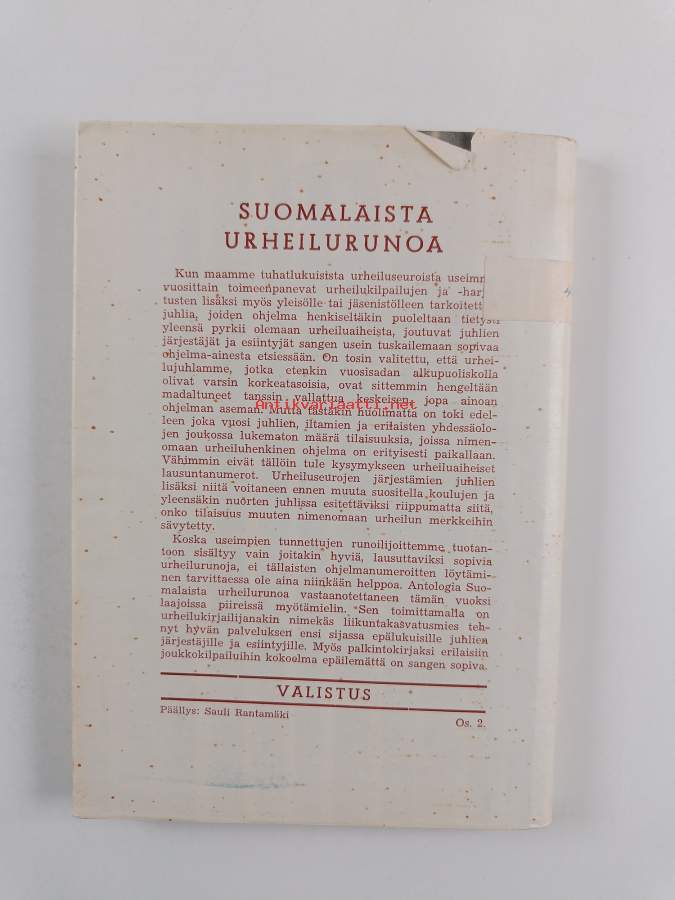 SUOMALAISTA
URHEILURUNOA
Kun maamme tuhatlukuisista urheiluseuroista useimm
vuosittain toimeenpanevat urheilukilpailujen ja -harj
tusten lisäksi myös yleisölle tai jäsenistölleen tarkoitett
juhlia, joiden ohjelma henkiseltäkin puoleltaan tietysti
yleensä pyrkii olemaan urheiluaiheista, joutuvat juhlien
järjestäjät ja esiintyjät sangen usein tuskailemaan sopivaa
ohjelma-ainesta etsiessään. On tosin valitettu, että urhei-
lujuhlamme, jotka etenkin vuosisadan alkupuoliskolla
olivat varsin korkeatasoisia, ovat sittemmin hengeltään
madaltuneet tanssin vallattua keskeisen, jopa ainoan
Antikvariaatti.net
ohjelman aseman. Mutta tästäkin huolimatta on toki edel-
leen joka vuosi juhlien, iltamien ja erilaisten yhdessäolo-
jen joukossa lukematon määrä tilaisuuksia, joissa nimen-
omaan urheiluhenkinen ohjelma on erityisesti paikallaan.
Vähimmin eivät tällöin tule kysymykseen urheiluaiheiset
lausuntanumerot. Urheiluseurojen järjestämien juhlien
lisäksi niitä voitaneen ennen muuta suositella koulujen ja
yleensäkin nuorten juhlissa esitettäviksi riippumatta siitä,
onko tilaisuus muuten nimenomaan urheilun merkkeihin
sävytetty.
Koska useimpien tunnettujen runoilijoittemme tuotan-
toon sisältyy vain joitakin hyviä, lausuttaviksi sopivia
urheilurunoja, ei tällaisten ohjelmanumeroitten löytämi-
nen tarvittaessa ole aina niinkään helppoa. Antologia Suo-
malaista urheilurunoa vastaanotettaneen tämän vuoksi
laajoissa piireissä myötämielin. Sen toimittamalla on
urheilukirjailijanakin nimekäs liikuntakasvatusmies teh-
nyt hyvän palveluksen ensi sijassa epälukuisille juhlien
järjestäjille ja esiintyjille. Myös palkintokirjaksi erilaisiin
joukkokilpailuihin kokoelma epäilemättä on sangen sopiva.
VALISTUS
Päällys: Sauli Rantamäki
Os. 2.